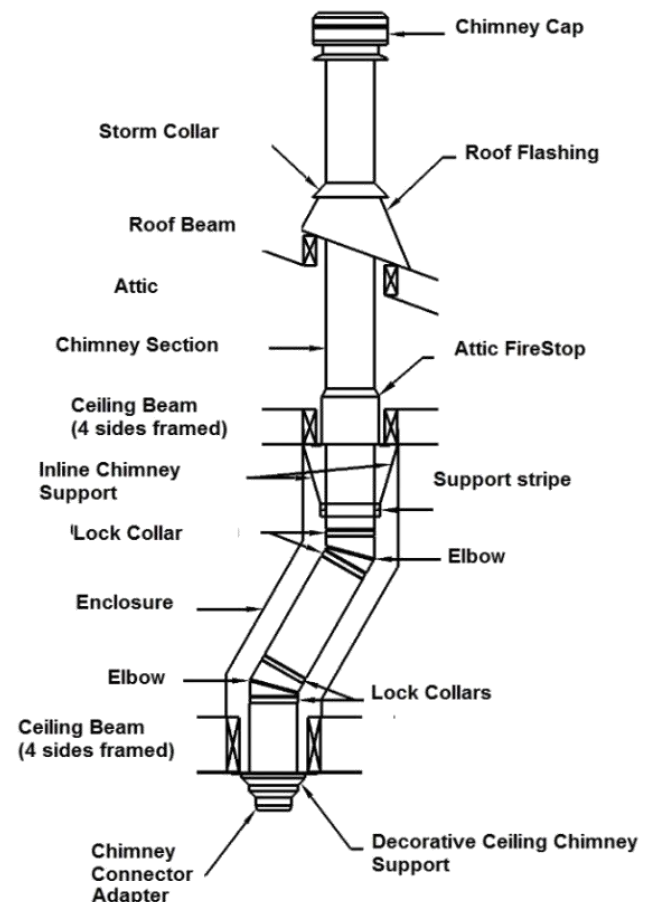 Chimney Cap
Storm Collar
Roof Flashing
Roof Beam
Attic
Chimney Section
Attic FireStop
Ceiling Beam
(4 sides framed)
Inline Chimney
Support
Support stripe
Lock Collar
Elbow
Enclosure
Elbow
Lock Collars
Ceiling Beam
(4 sides framed)
Decorative Ceiling Chimney
Support
Chimney
Connector
Adapter